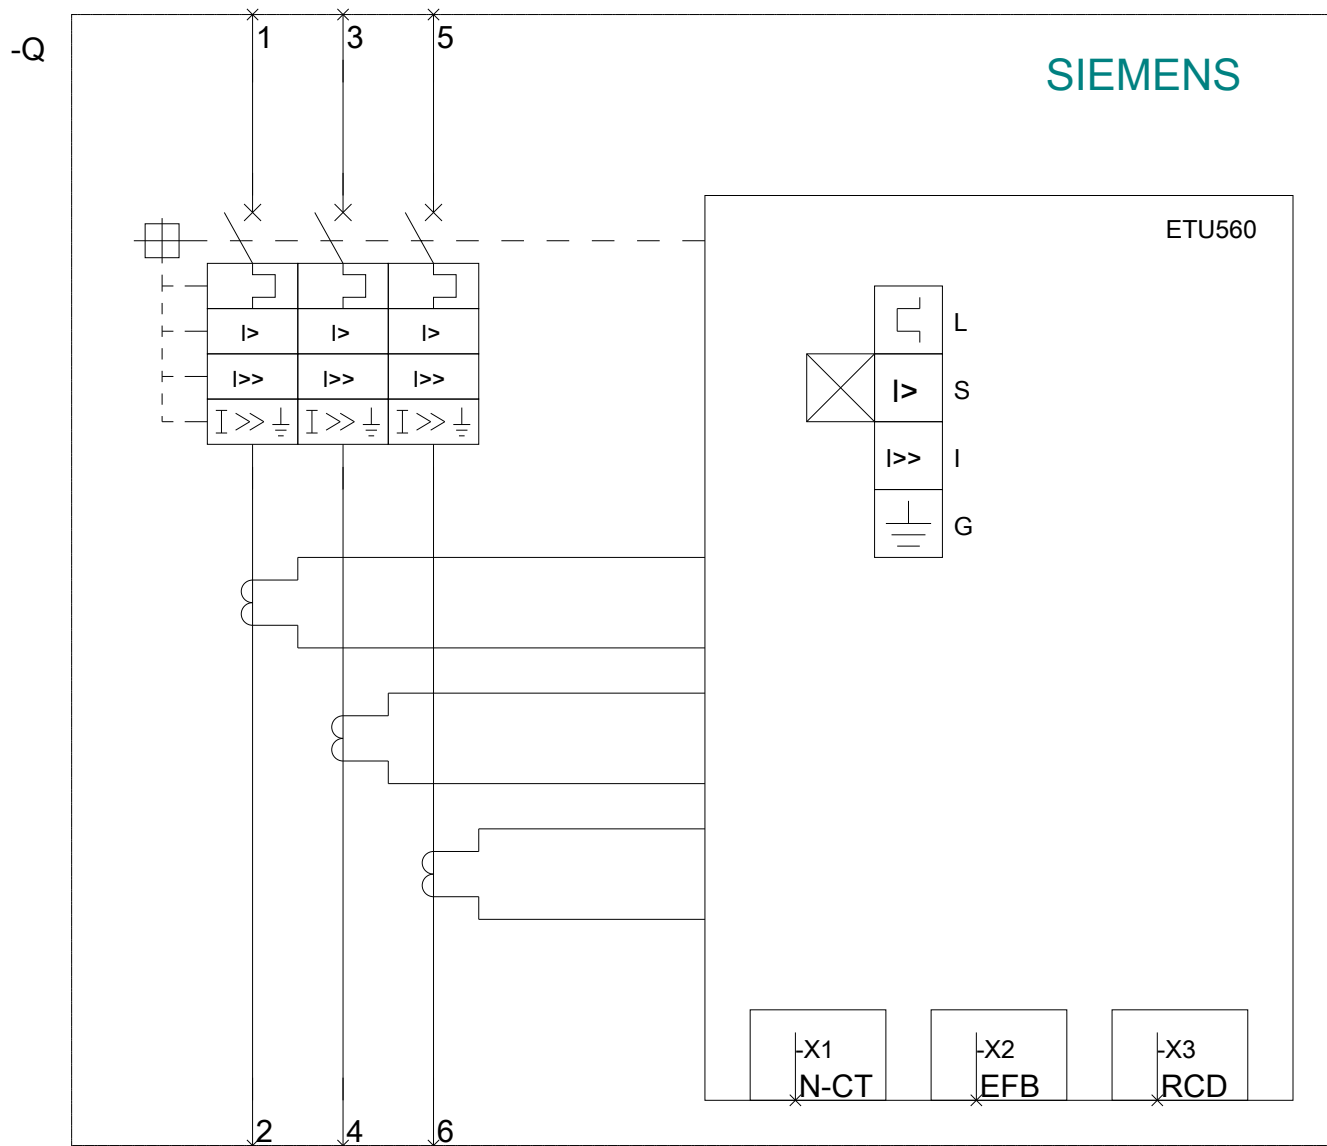 1 3 5
-Q
SIEMENS
ETU560
L
I> I> I> 
I>> I>> I>>
I>> I>> I>>
I> S
I>> I
G
-X1 -X2 -X3
N-CT EFB RCD
2 4 6